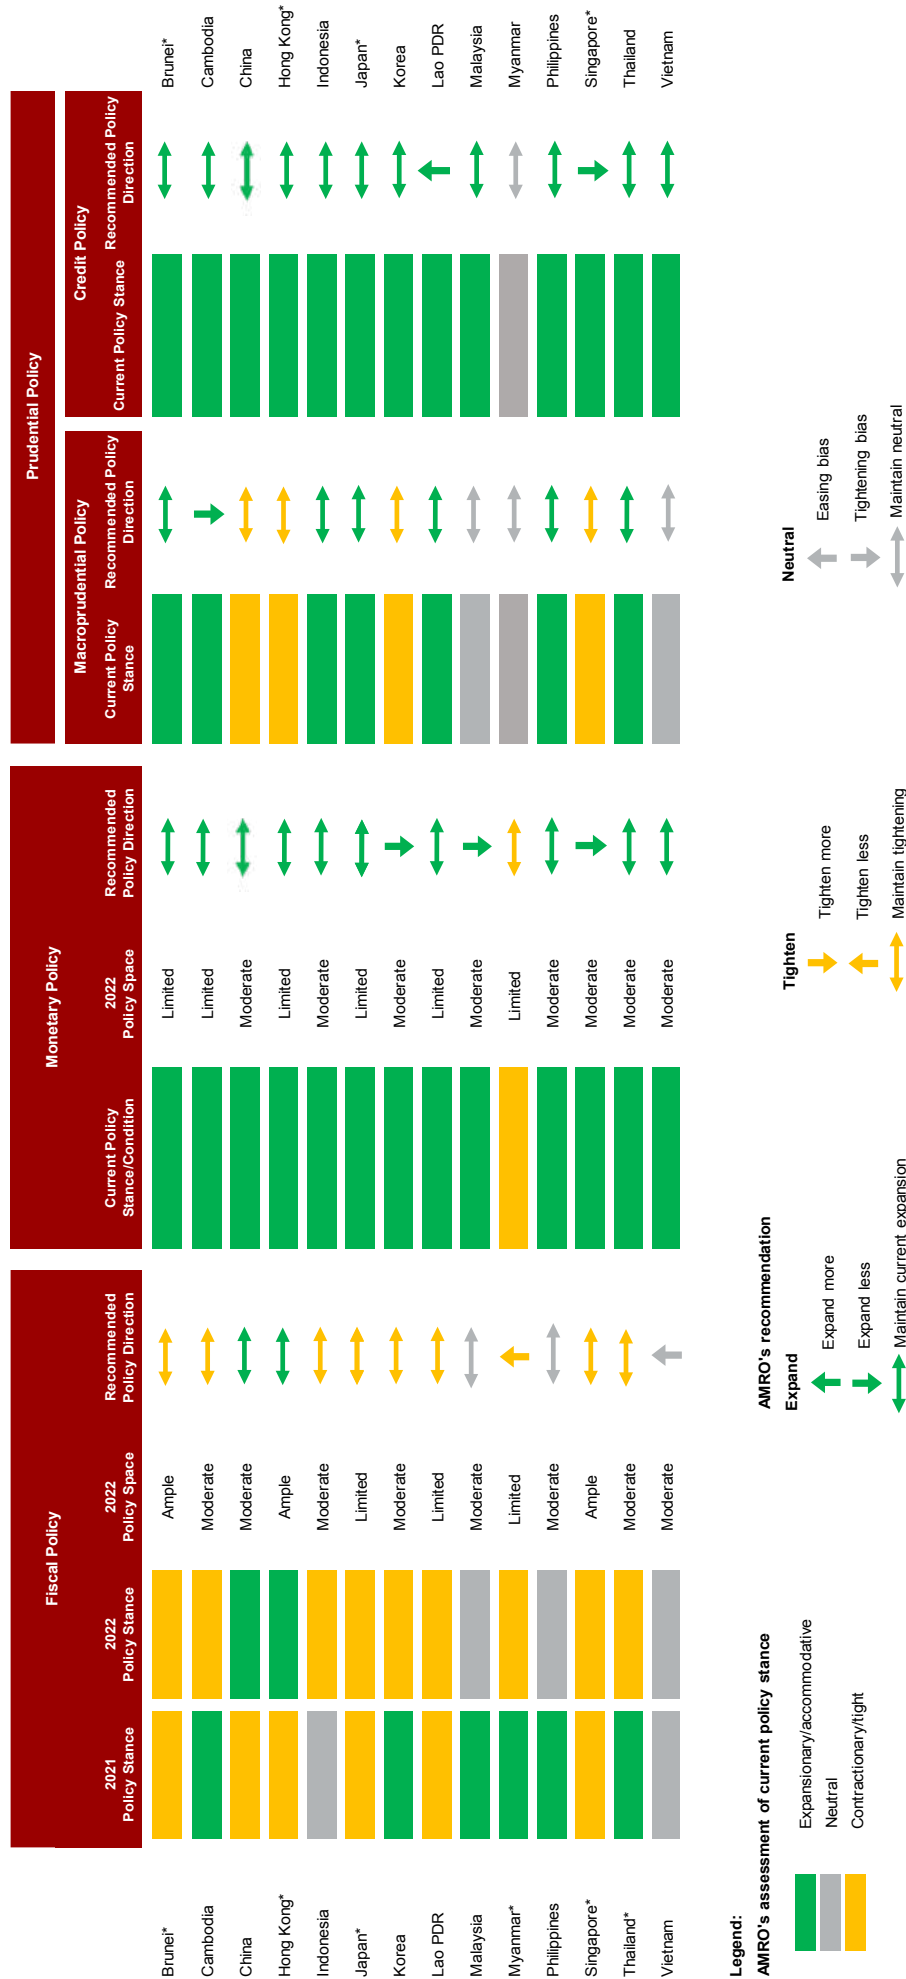 Fiscal Policy
Monetary Policy
Prudential Policy
Macroprudential Policy
Credit Policy
2021
Policy Stance
2022
Policy Stance
2022
Policy Space
Recommended
Policy Direction
Current Policy
Stance/Condition
2022
Policy Space
Recommended
Policy Direction
Current Policy
Stance
Recommended Policy
Direction
Current Policy Stance
Recommended Policy
Direction
Brunei* Ample Limited Brunei*
Cambodia Moderate Limited Cambodia
China Moderate Moderate China
Hong Kong* Ample Limited Hong Kong*
Indonesia Moderate Moderate Indonesia
Japan* Limited Limited Japan*
Korea Moderate Moderate Korea
Lao PDR Limited Limited Lao PDR
Malaysia Moderate Moderate Malaysia
Myanmar* Limited Limited Myanmar
Philippines Moderate Moderate Philippines
Singapore* Ample Moderate Singapore*
Thailand* Moderate Moderate Thailand
Vietnam Moderate Moderate Vietnam
Legend:
AMRO's assessment of current policy stance
Expansionary/accommodative
Neutral
Contractionary/tight
AMRO's recommendation
Expand
Expand more
Expand less
Maintain current expansion
Tighten
Tighten more
Tighten less
Maintain tightening
Neutral
Easing bias
Tightening bias
Maintain neutral